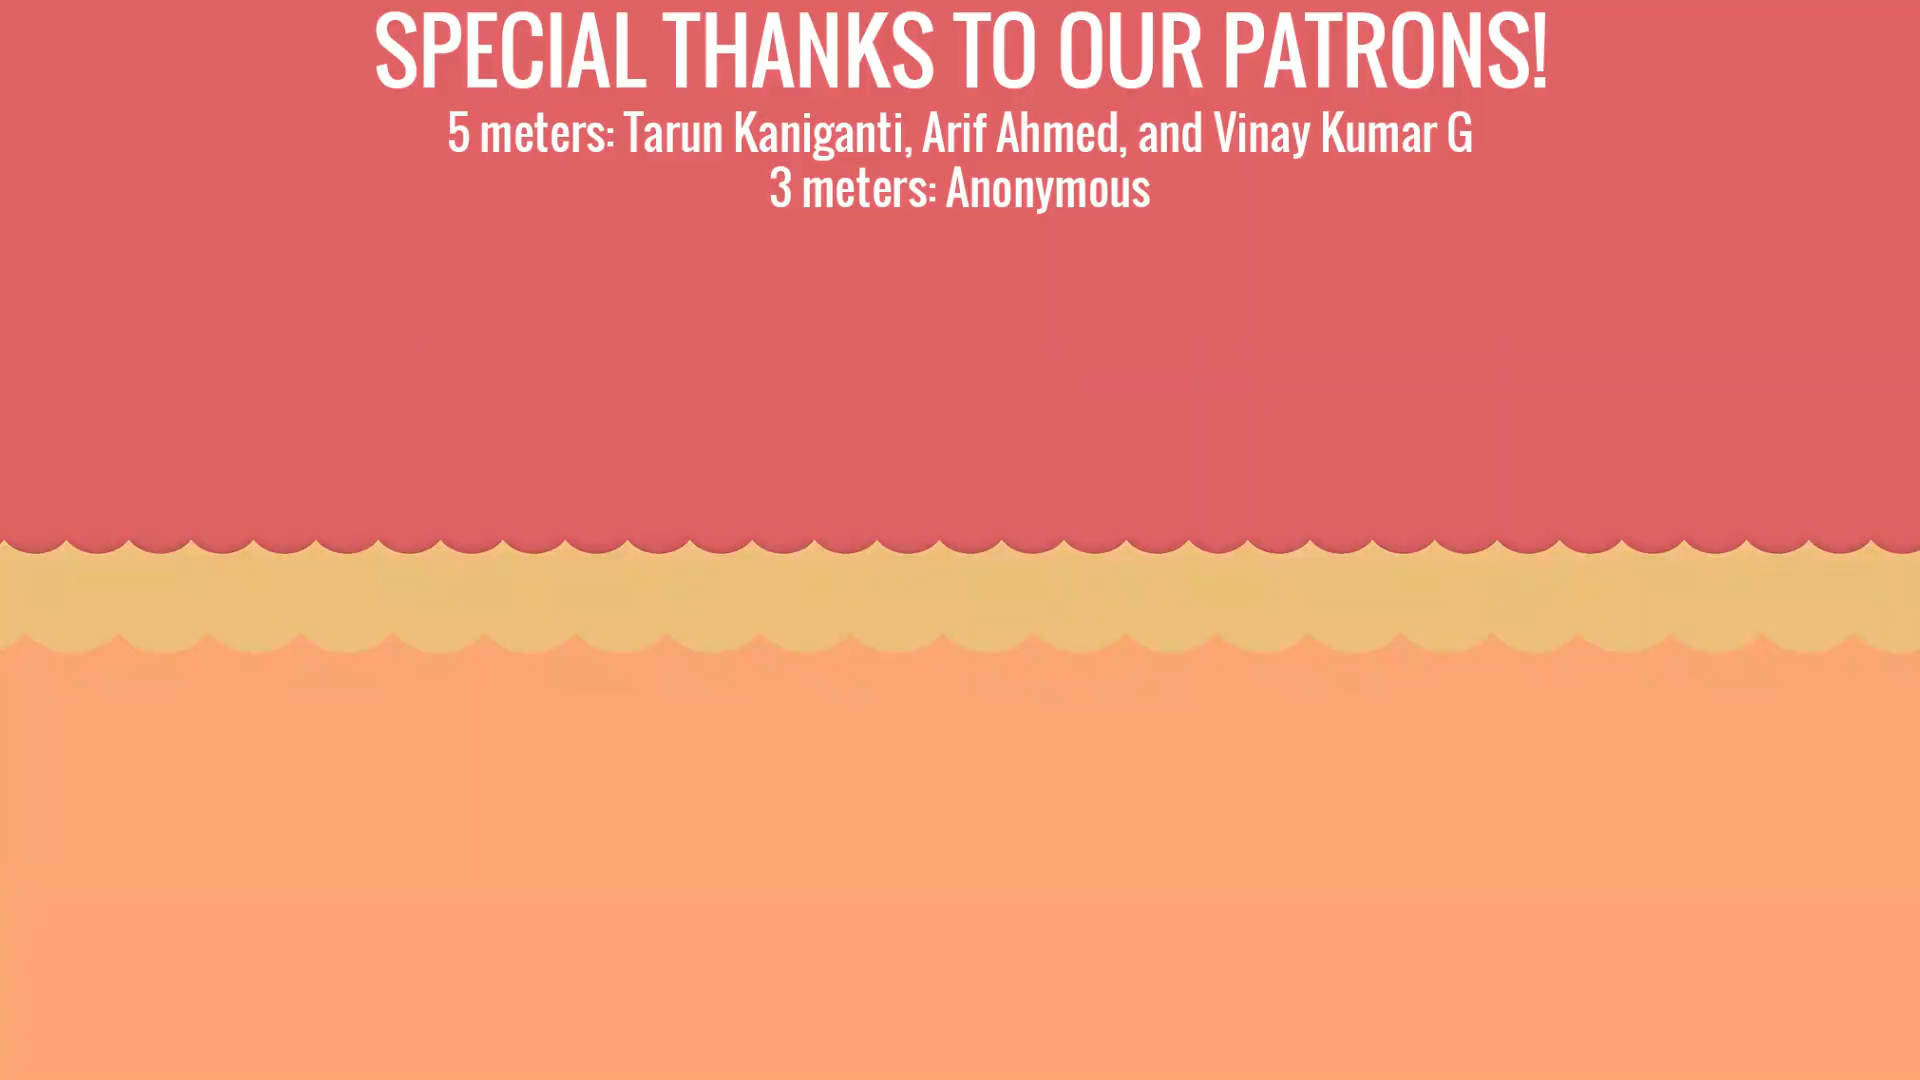 SPECIAL THANKS TO OUR PATRONS!
5 meters: Tarun Kaniganti, Arif Ahmed, and Vinay Kumar G
3 meters: Anonymous